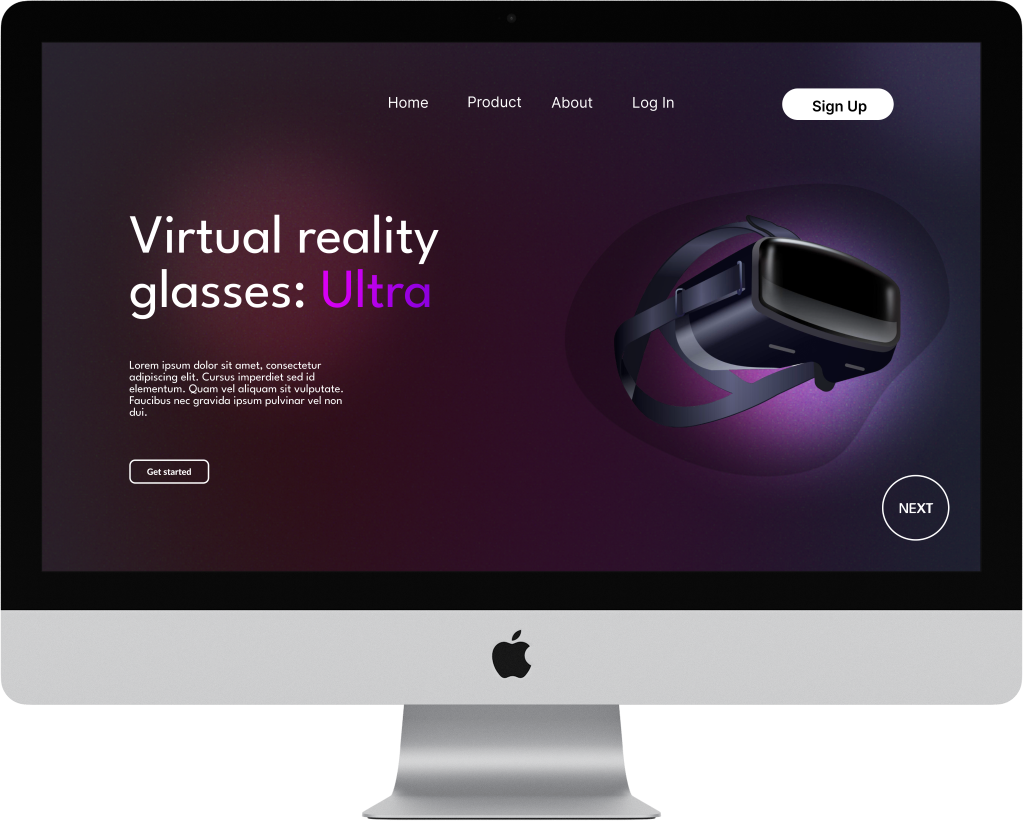 Home Product About Log In Sign Up
Virtual reality
glasses: Ultra
Lorem ipsum dolor sit amet, consectetur
adipiscing elit. Cursus imperdiet sed id
elementum. Quam vel aliquam sit vulputate.
Faucibus nec gravida ipsum pulvinar vel non
dui.
Get started
NEXT